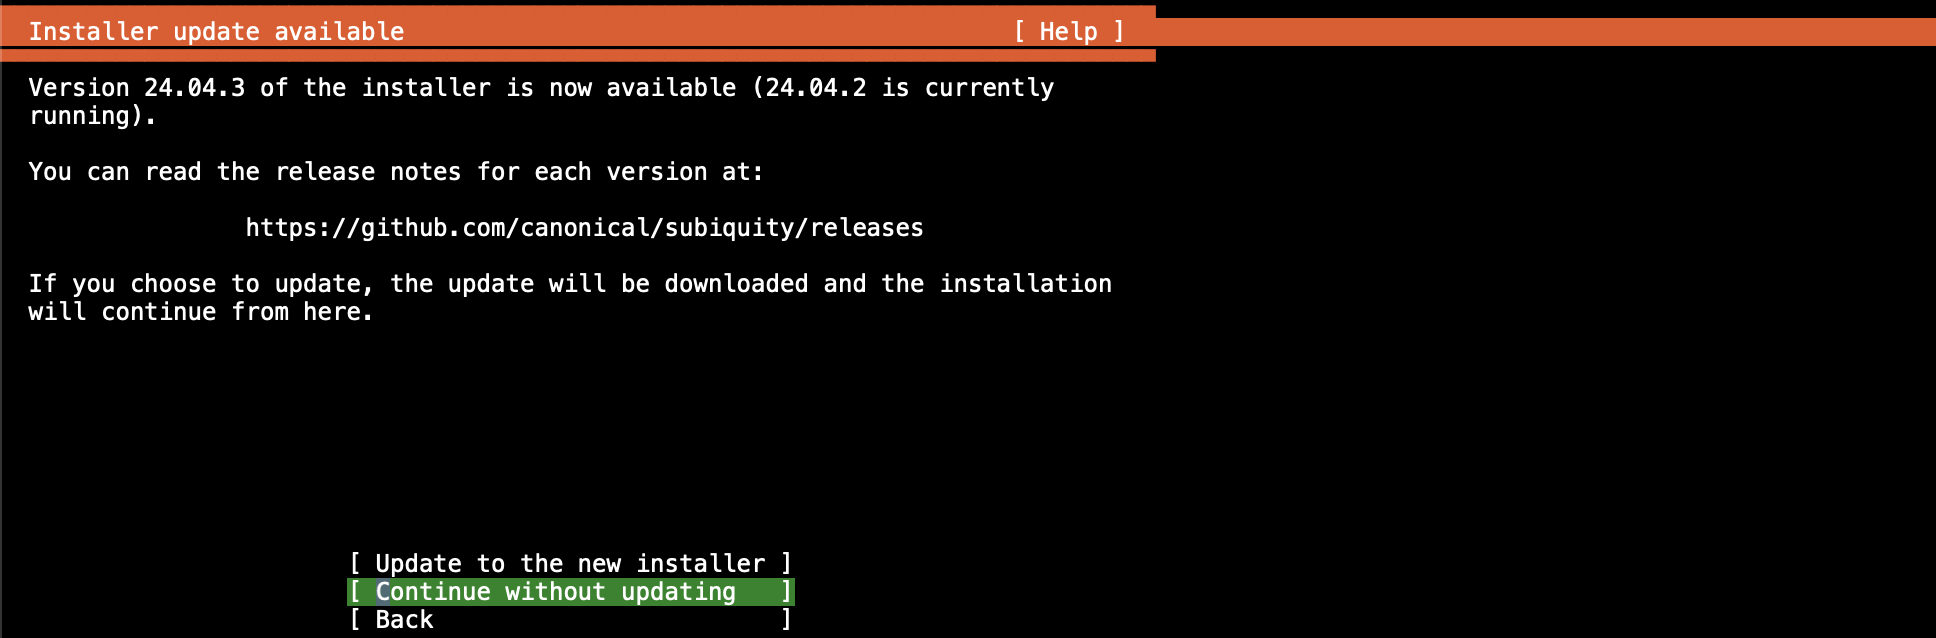 Installer update available [ Help ]
Version 24.04.3 of the installer is now available (24.04.2 is currently
running).
You can read the release notes for each version at:
https://github.com/canonical/subiquity/releases
If you choose to update, the update will be downloaded and the installation
will continue from here.
[ Update to the new installer ]
[ Continue without updating ]
[ Back ]